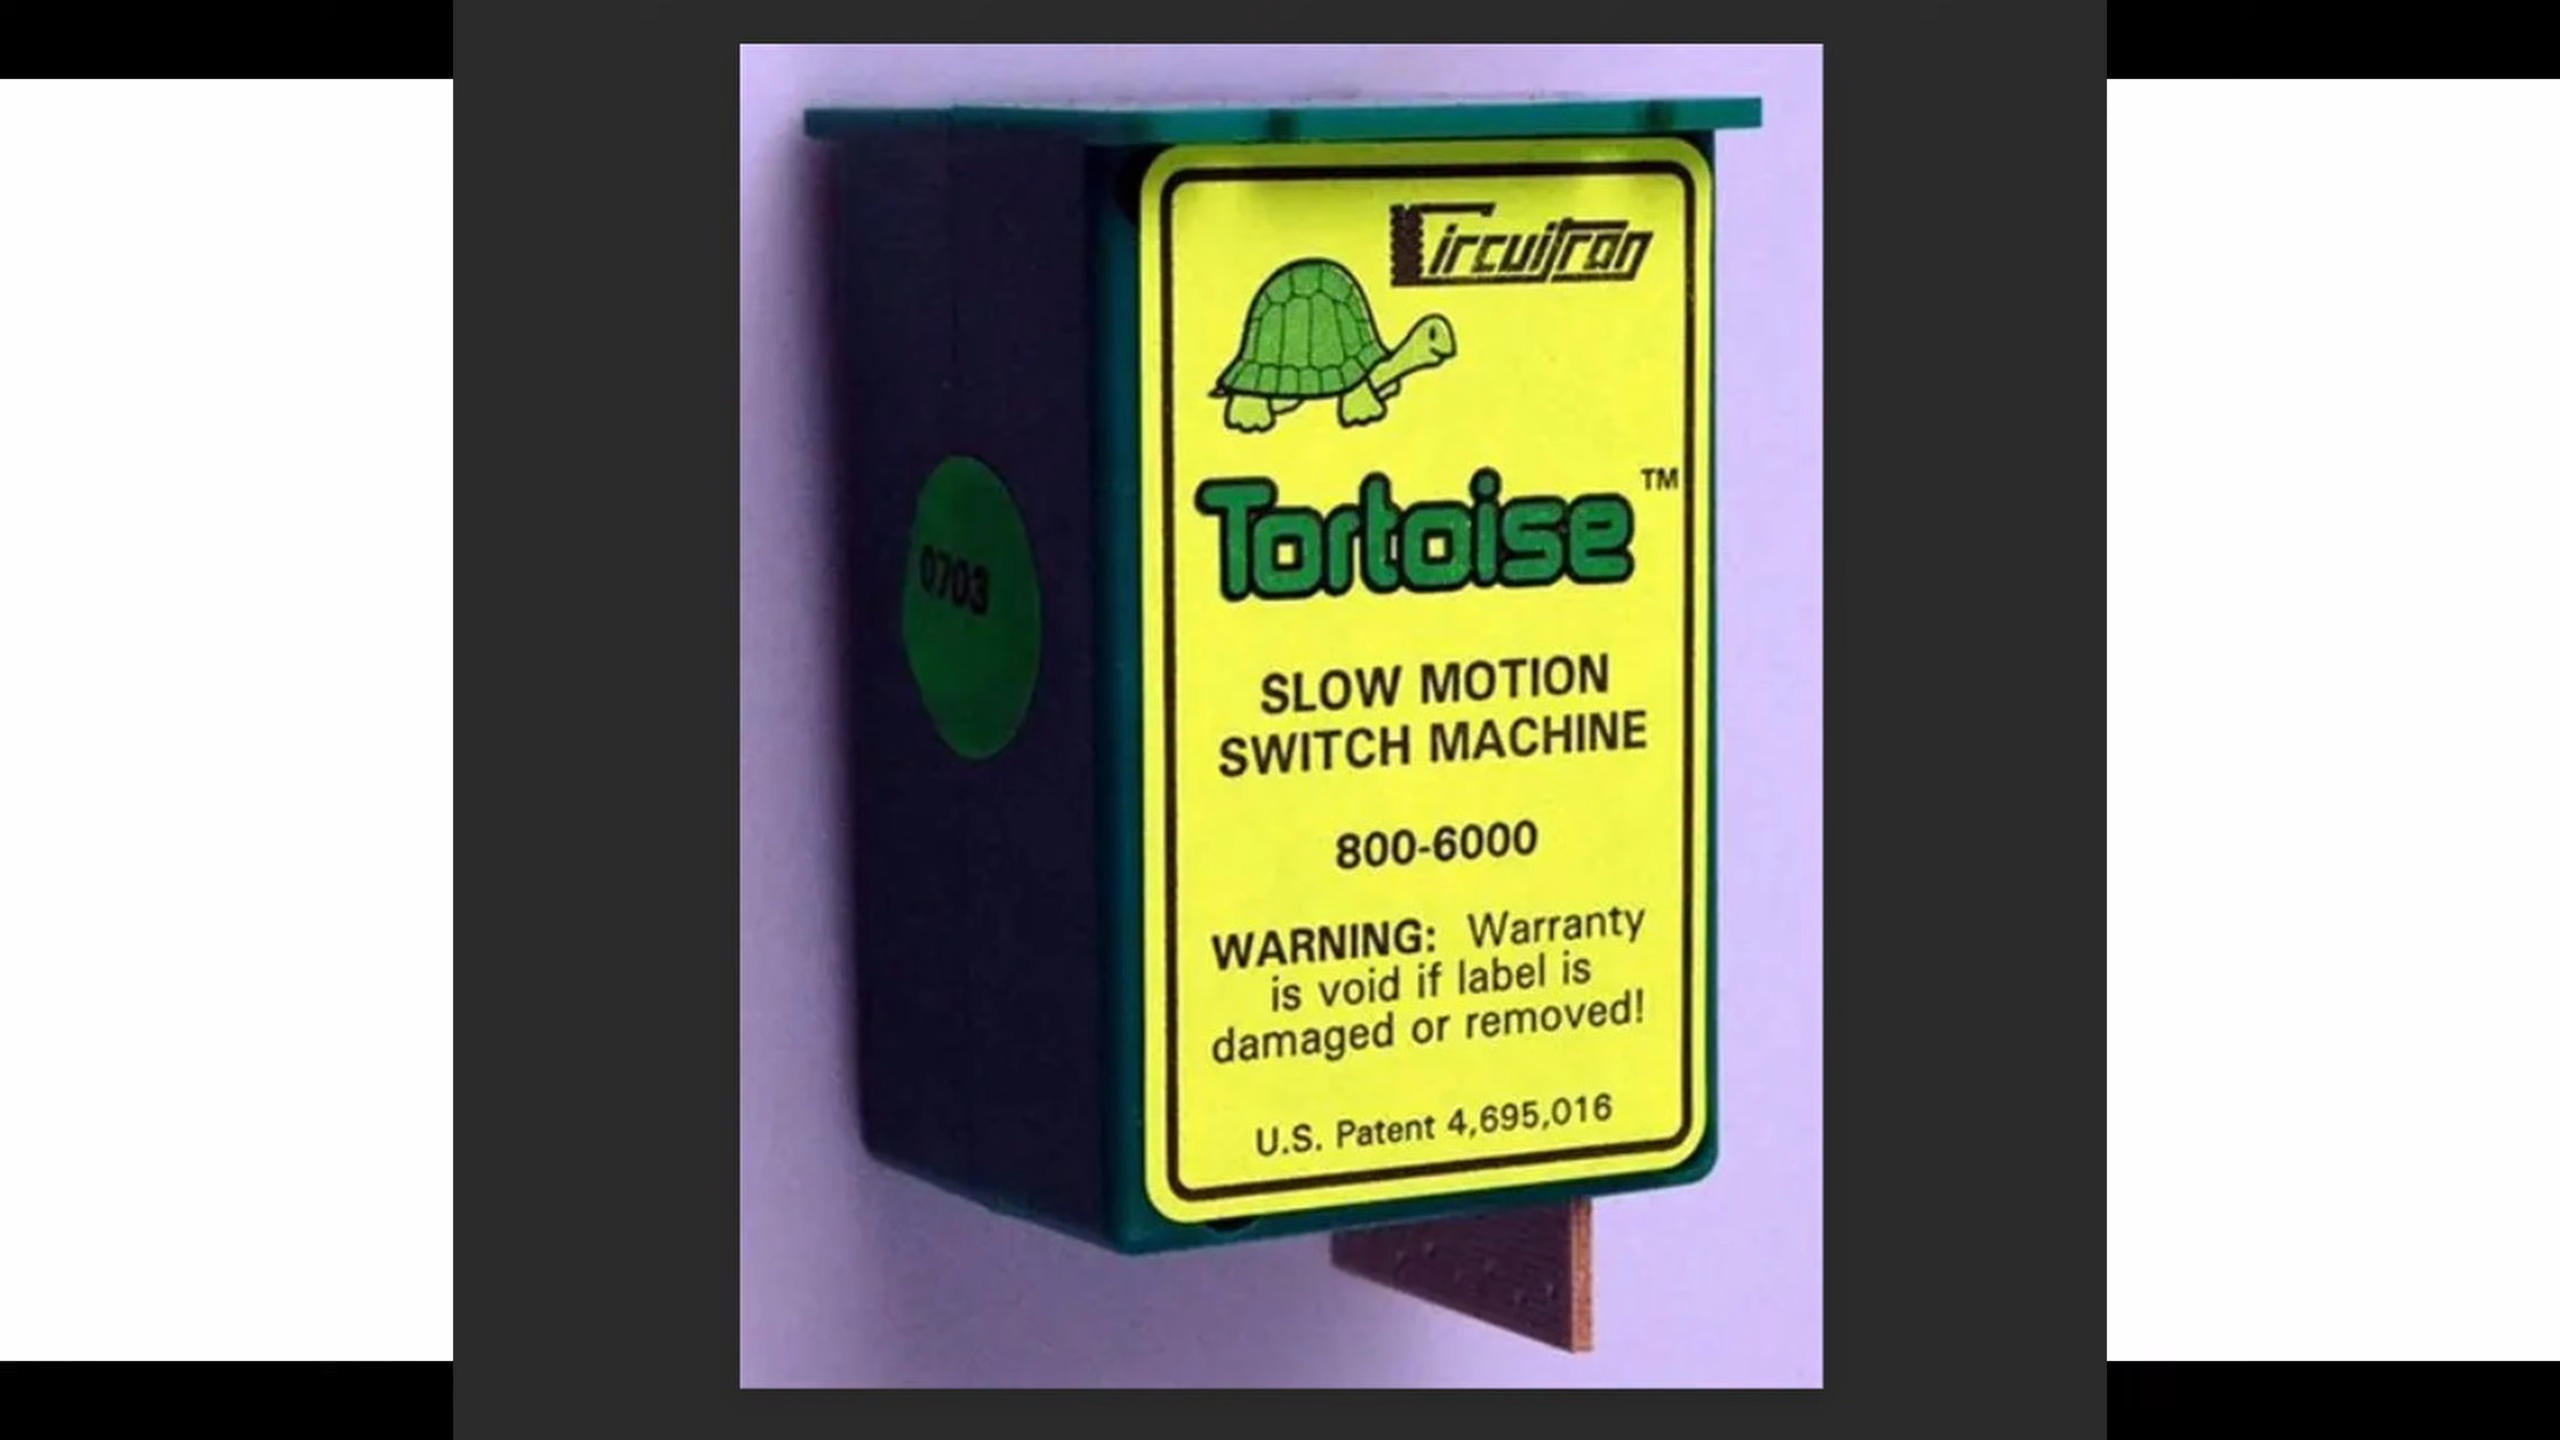 Circuitron
Tortoise™
SLOW MOTION
SWITCH MACHINE
800-6000
WARNING: Warranty
is void if label is
damaged or removed!
U.S. Patent 4,695,016
0703